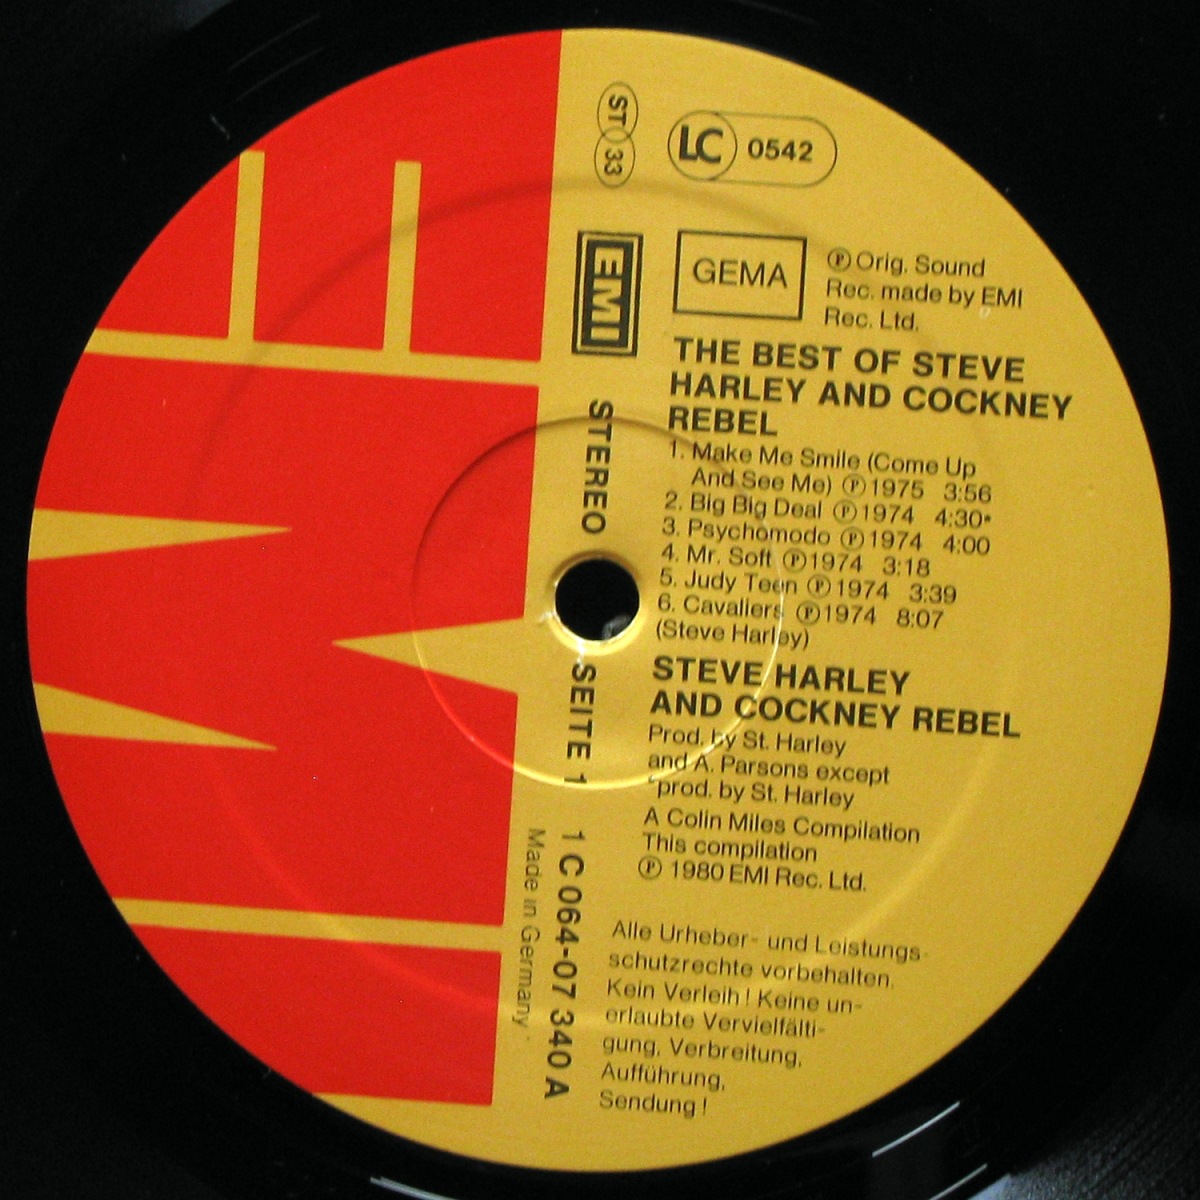 ST 33
LC 0542
EMI
GEMA
℗ Orig. Sound
Rec. made by EMI
Rec. Ltd.
THE BEST OF STEVE
HARLEY AND COCKNEY
REBEL
1. Make Me Smile (Come Up
And See Me) ℗ 1975 3:56
2. Big Big Deal ℗ 1974 4:30*
3. Psychomodo ℗ 1974 4:00
4. Mr. Soft ℗ 1974 3:18
5. Judy Teen ℗ 1974 3:39
6. Cavaliers ℗ 1974 8:07
(Steve Harley)
STEVE HARLEY
AND COCKNEY REBEL
Prod. by St. Harley
and A. Parsons except
*prod. by St. Harley
A Colin Miles Compilation
This compilation
℗ 1980 EMI Rec. Ltd.
STEREO
SEITE 1
1 C 064-07 340 A
Made in Germany
Alle Urheber- und Leistungs-
schutzrechte vorbehalten.
Kein Verleih! Keine un-
erlaubte Vervielfälti-
gung, Verbreitung,
Aufführung,
Sendung!